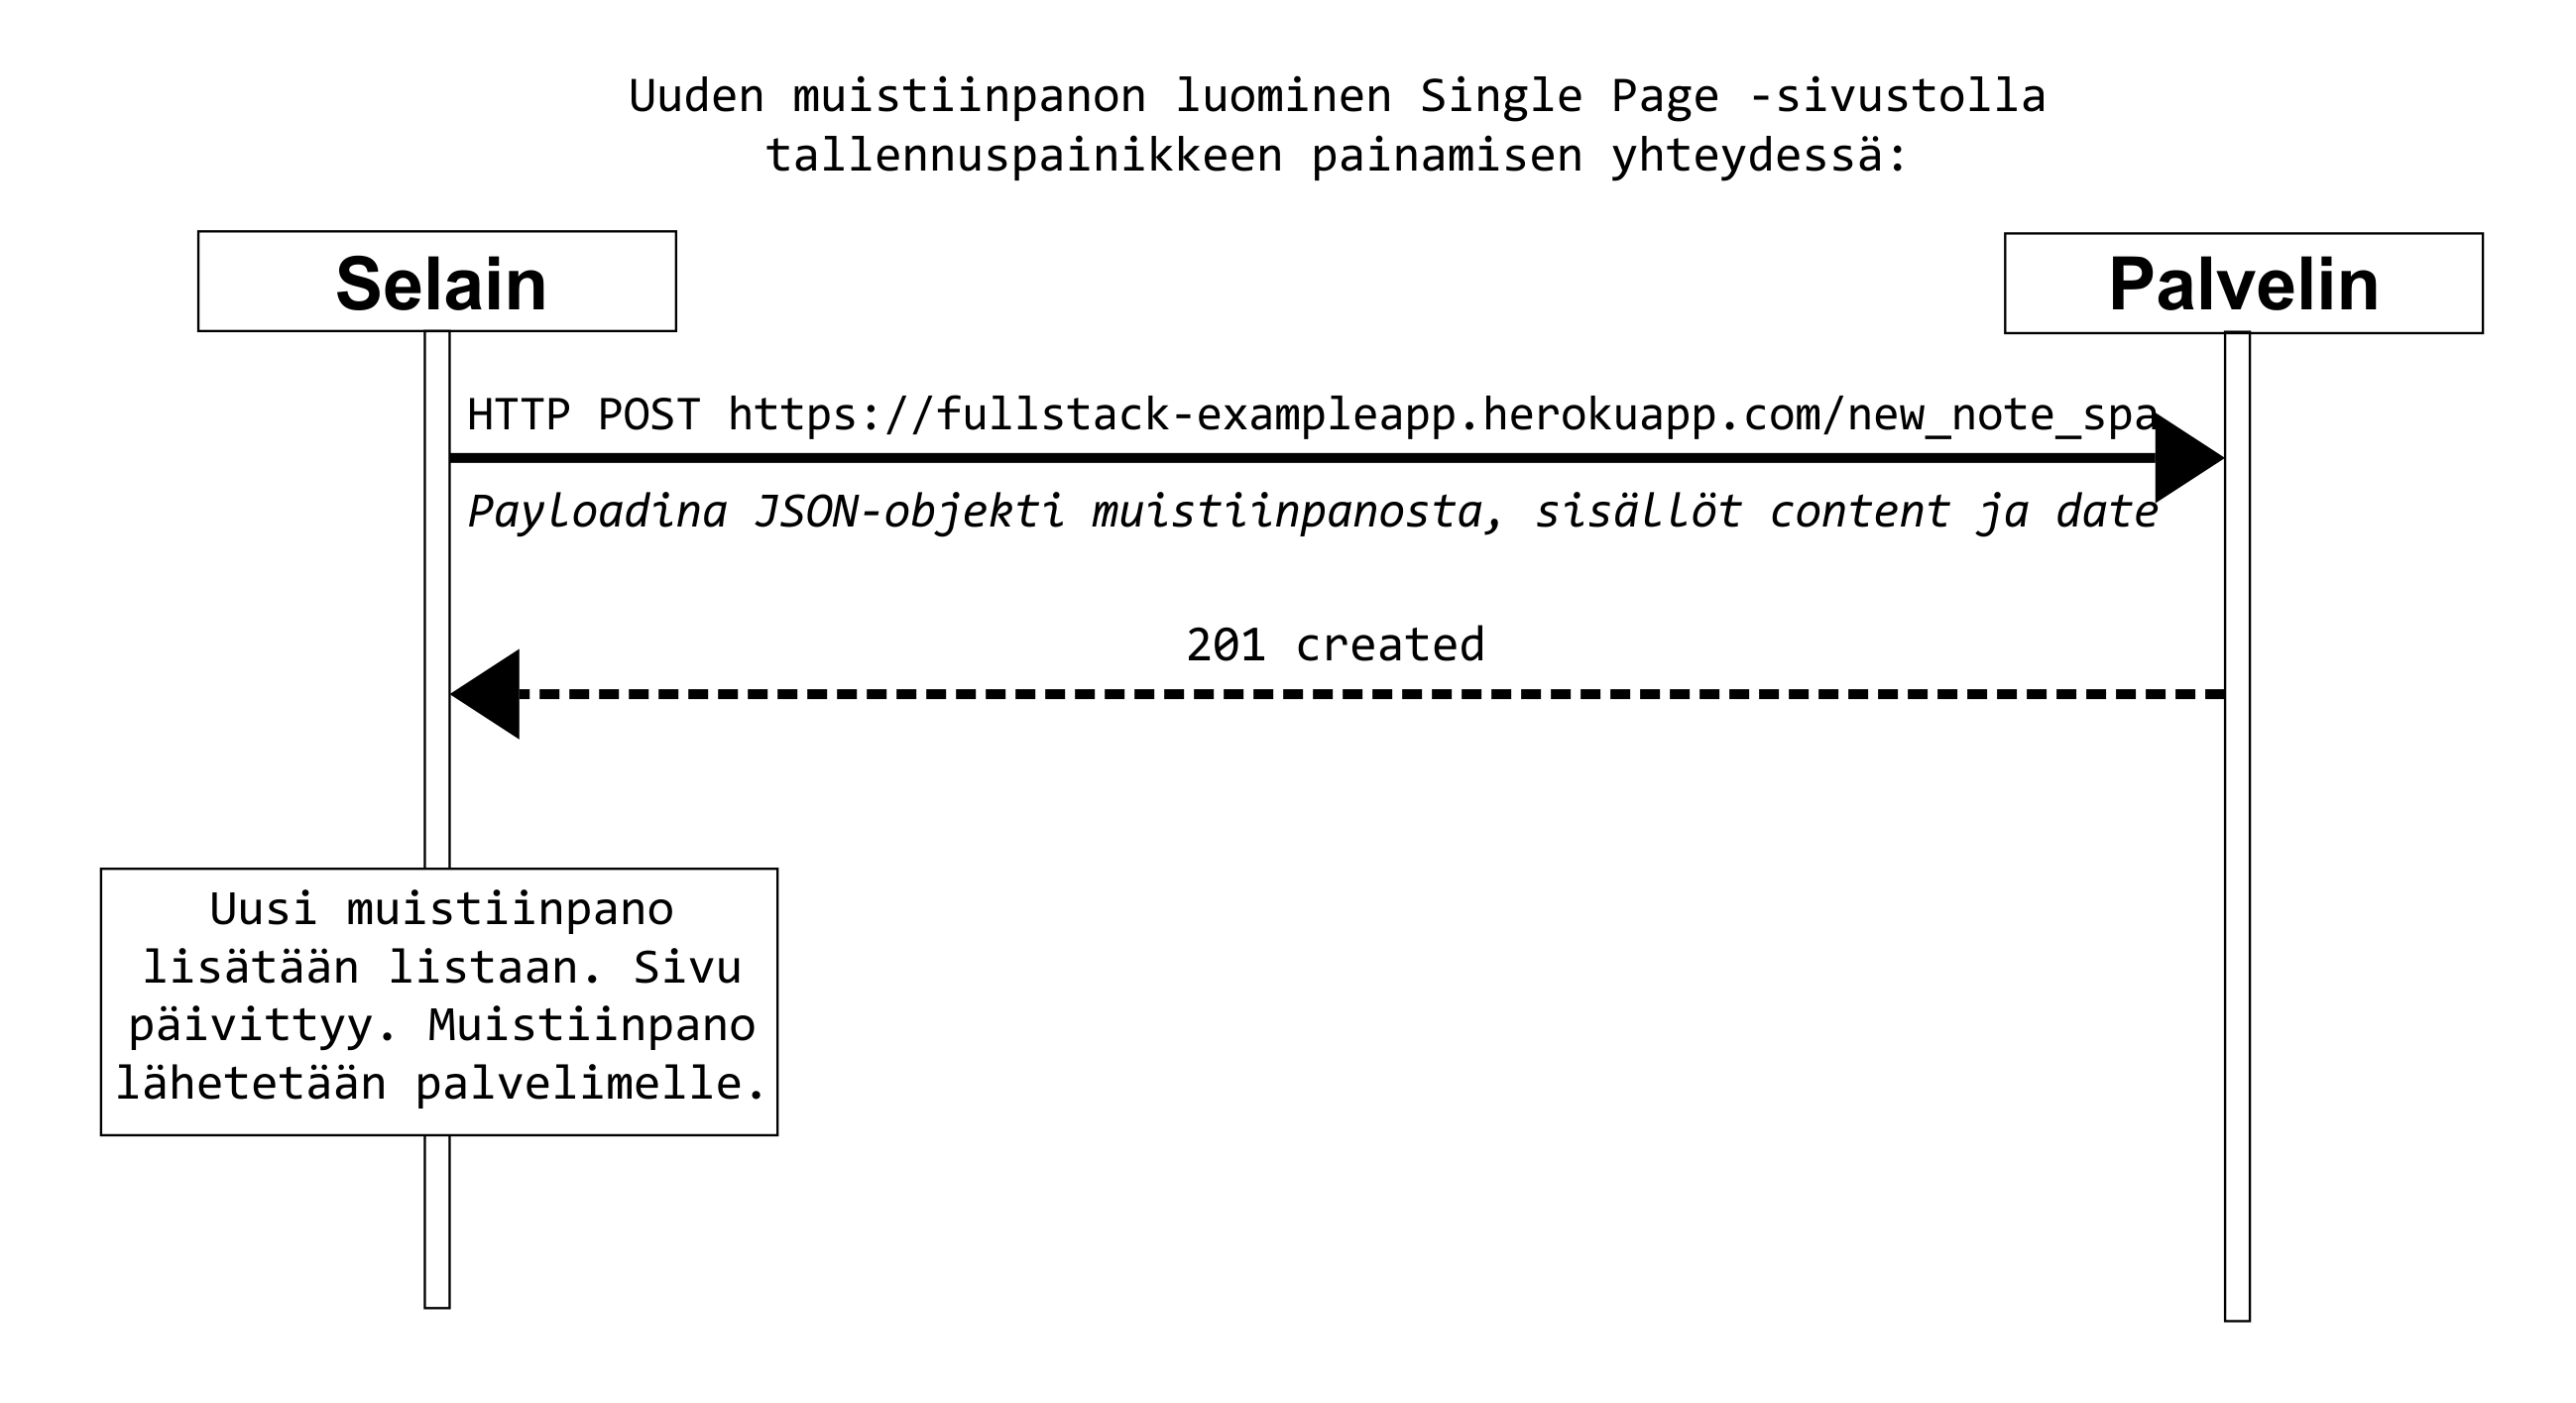 Uuden muistiinpanon luominen Single Page -sivustolla
tallennuspainikkeen painamisen yhteydessä:
Selain
Palvelin
HTTP POST https://fullstack-exampleapp.herokuapp.com/new_note_spa
Payloadina JSON-objekti muistiinpanosta, sisällöt content ja date
201 created
Uusi muistiinpano
lisätään listaan. Sivu
päivittyy. Muistiinpano
lähetetään palvelimelle.